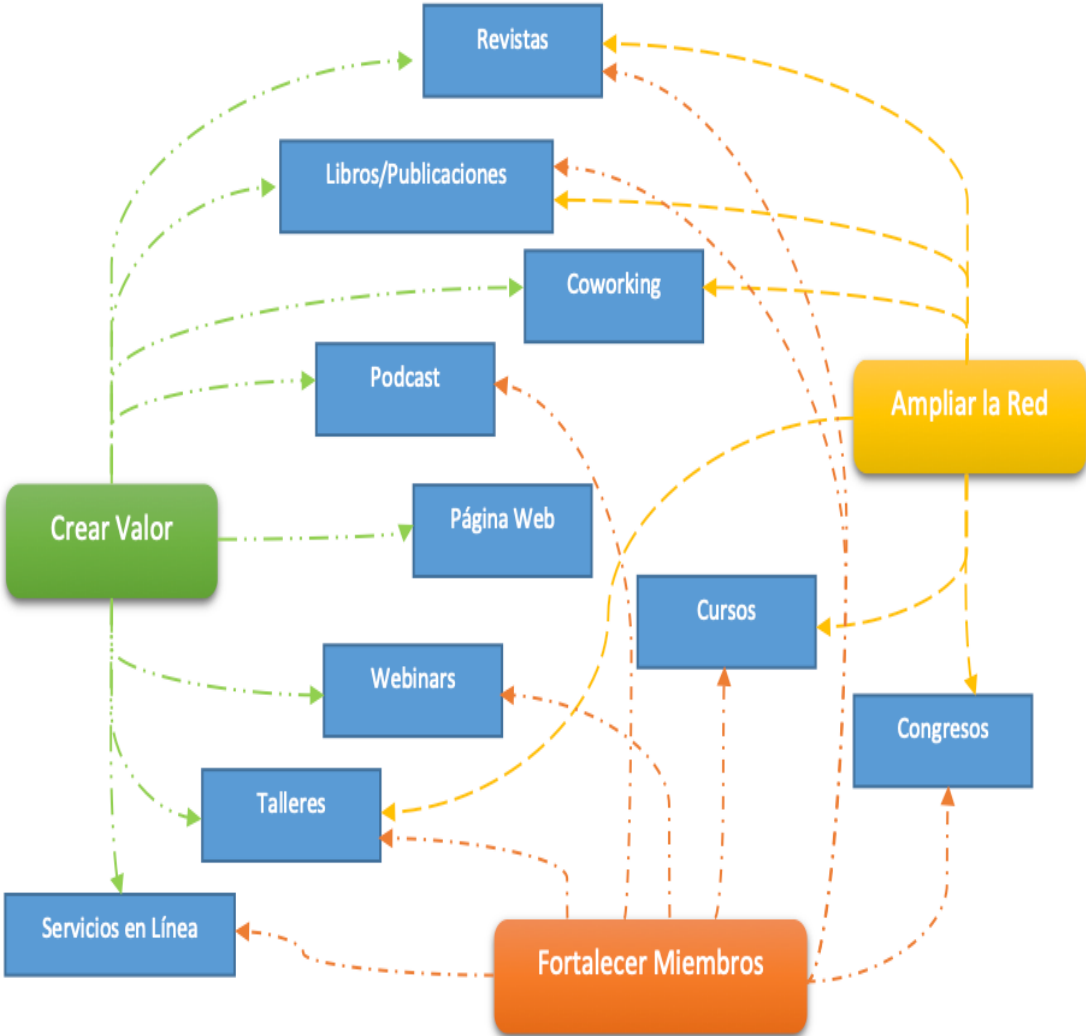 Revistas
Libros/Publicaciones
Coworking
Podcast
Ampliar la Red
Crear Valor
Página Web
Cursos
Webinars
Congresos
Talleres
Servicios en Línea
Fortalecer Miembros